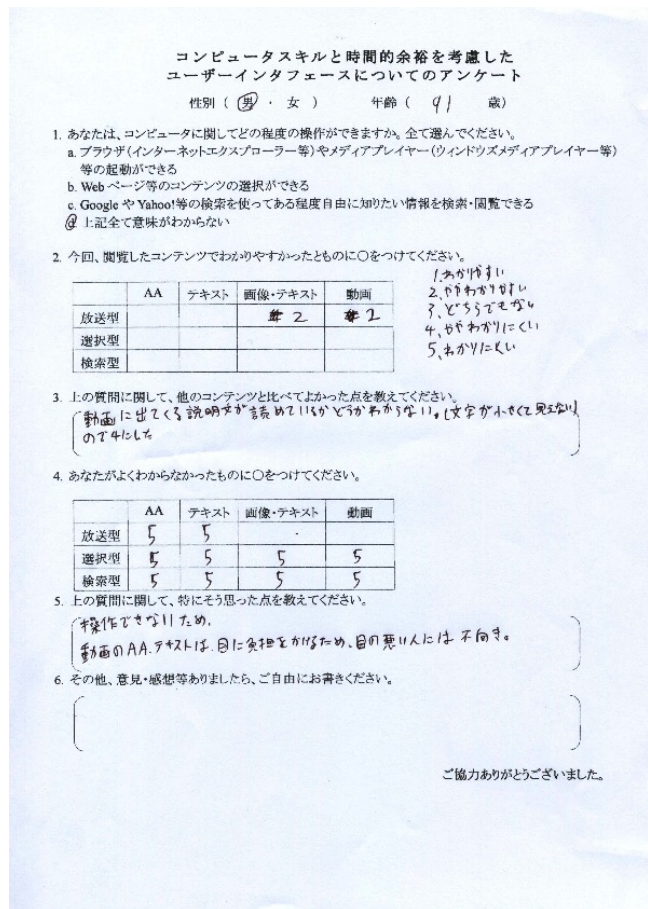 コンピュータスキルと時間的余裕を考慮した
ユーザーインタフェースについてのアンケート
性別 ( 男 ・ 女 ) 年齢 ( 91 歳)
1. あなたは、コンピュータに関してどの程度の操作ができますか。全て選んでください。
a. ブラウザ(インターネットエクスプローラー等)やメディアプレイヤー(ウィンドウズメディアプレイヤー等)
等の起動ができる
b. Webページ等のコンテンツの選択ができる
c. GoogleやYahoo!等の検索を使ってある程度自由に知りたい情報を検索・閲覧できる
d. 上記全て意味がわからない
2. 今回、閲覧したコンテンツでわかりやすかったとものに○をつけてください。
AA テキスト 画像・テキスト 動画
放送型 2 2
選択型
検索型
1. わかりやすい
2. ややわかりやすい
3. どちらでもない
4. ややわかりにくい
5. わかりにくい
3. 上の質問に関して、他のコンテンツと比べてよかった点を教えてください。
動画に出てくる説明文が読めているかどうかわからない。(文字が小さくて見えない)
ので4にした
4. あなたがよくわからなかったものに○をつけてください。
AA テキスト 画像・テキスト 動画
放送型 5 5
選択型 5 5 5 5
検索型 5 5 5 5
5. 上の質問に関して、特にそう思った点を教えてください。
操作できないため、
動画のAA.テキストは、目に負担をかけるため、目の悪い人には不向き。
6. その他、意見・感想等ありましたら、ご自由にお書きください。
ご協力ありがとうございました。